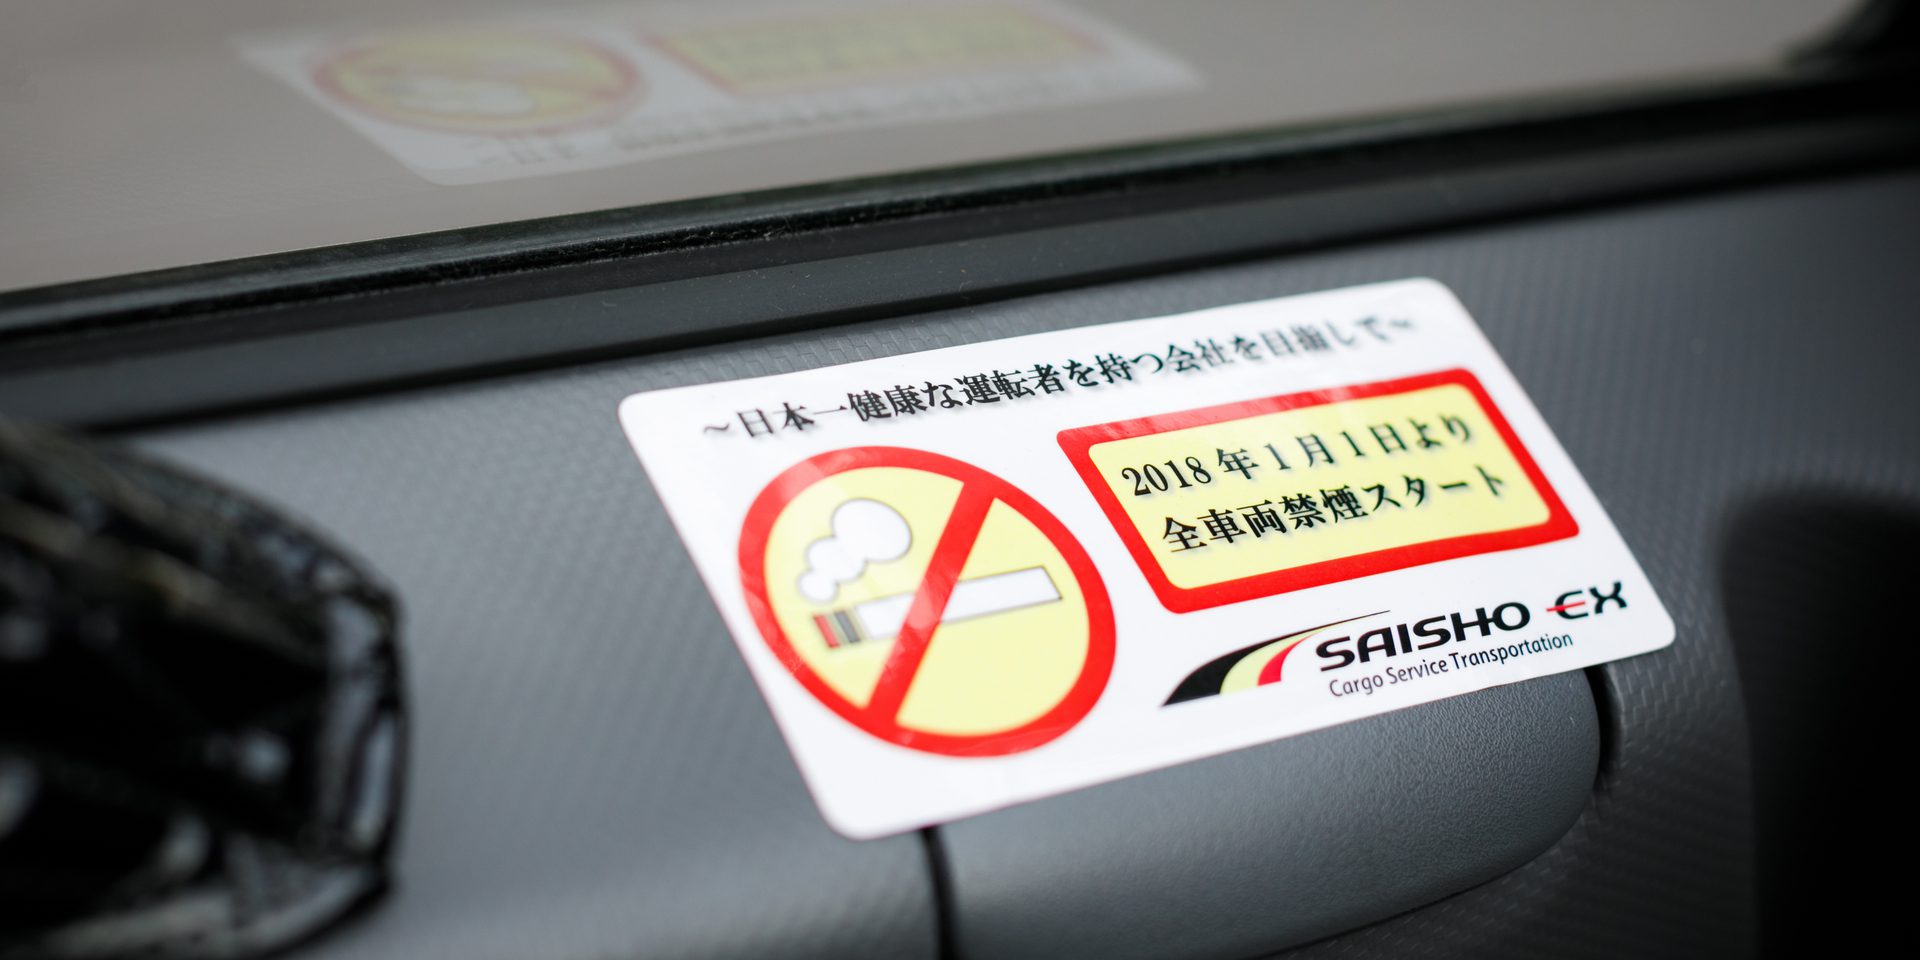 ～日本一健康な運転者を持つ会社を目指して～
2018年1月1日より
全車両禁煙スタート
SAISHO EX
Cargo Service Transportation